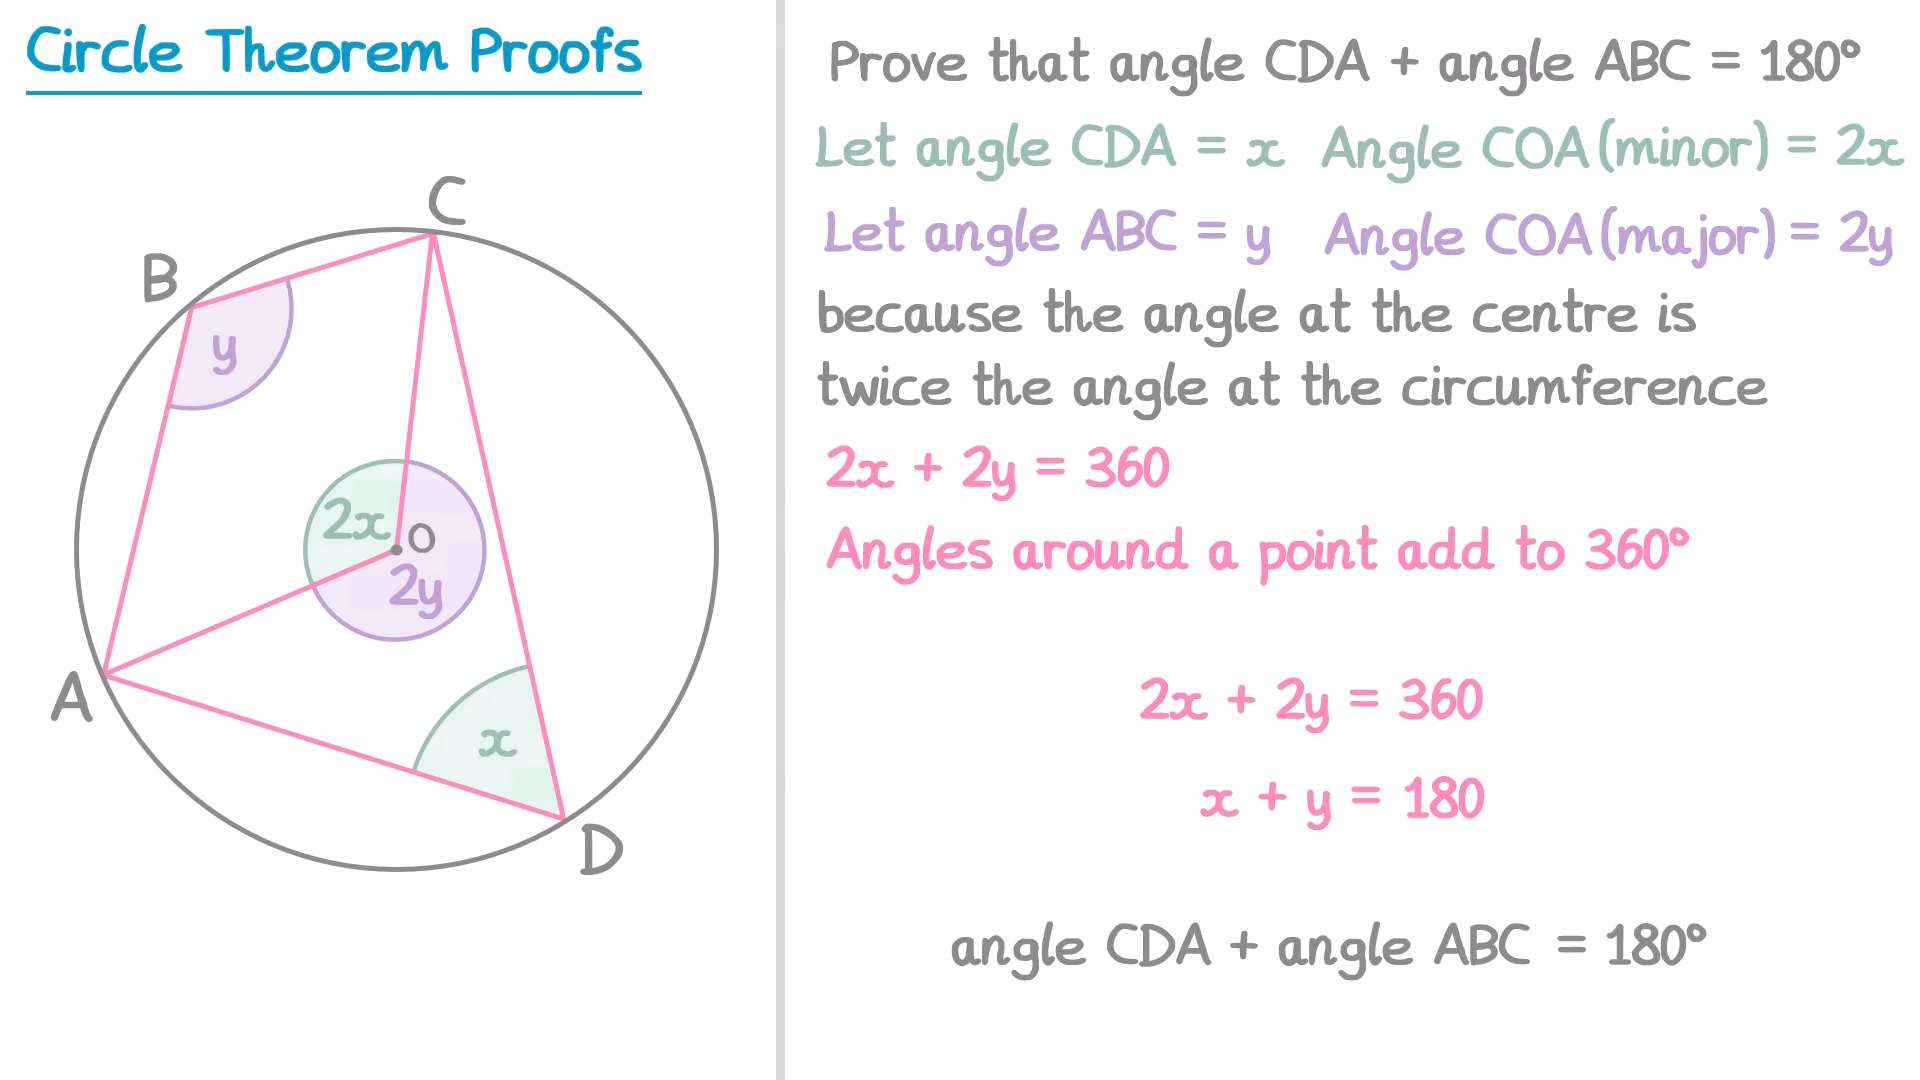 Circle Theorem Proofs
C
B
y
2x
O
2y
x
A
D
Prove that angle CDA + angle ABC = 180°
Let angle CDA = x Angle COA (minor) = 2x
Let angle ABC = y Angle COA (major) = 2y
because the angle at the centre is
twice the angle at the circumference
2x + 2y = 360
Angles around a point add to 360°
2x + 2y = 360
x + y = 180
angle CDA + angle ABC = 180°